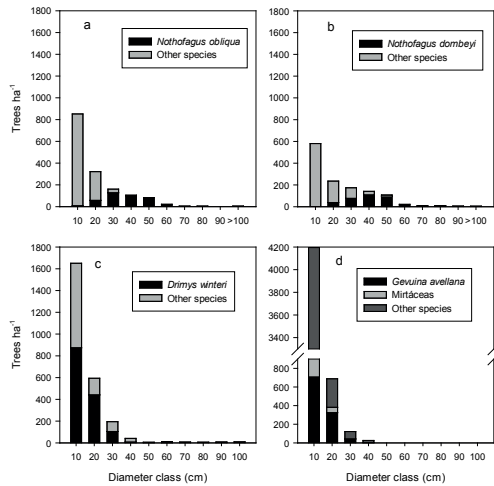 a
Nothofagus obliqua
Other species
Trees ha-1
1800
1600
1400
1200
1000
800
600
400
200
0
10 20 30 40 50 60 70 80 90 >100
b
Nothofagus dombeyi
Other species
1800
1600
1400
1200
1000
800
600
400
200
0
10 20 30 40 50 60 70 80 90 >100
c
Drimys winteri
Other species
Trees ha-1
1800
1600
1400
1200
1000
800
600
400
200
0
10 20 30 40 50 60 70 80 90 100
Diameter class (cm)
d
Gevuina avellana
Mirtáceas
Other species
4200
4000
3800
3600
3400
800
600
400
200
0
10 20 30 40 50 60 70 80 90 100
Diameter class (cm)